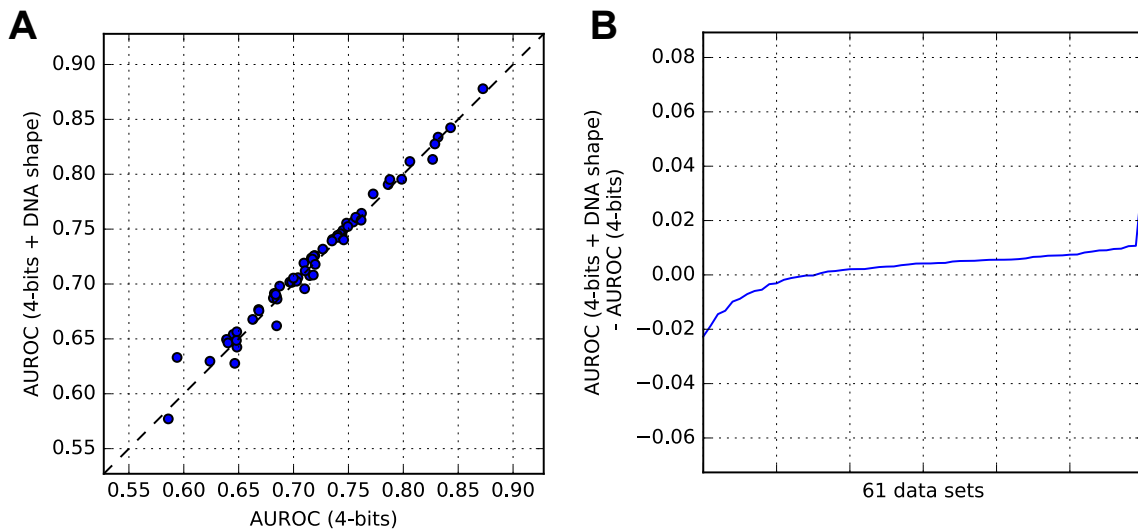 A
0.90
0.85
0.80
0.75
0.70
0.65
0.60
0.55
AUROC (4-bits + DNA shape)
0.55 0.60 0.65 0.70 0.75 0.80 0.85 0.90
AUROC (4-bits)
B
0.08
0.06
0.04
0.02
0.00
−0.02
−0.04
−0.06
AUROC (4-bits + DNA shape)
- AUROC (4-bits)
61 data sets